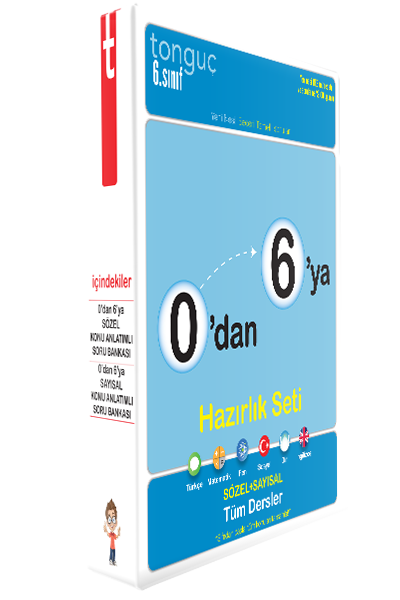 t
içindekiler
0'dan 6'ya
SÖZEL
KONU ANLATIMLI
SORU BANKASI
0'dan 6'ya
SAYISAL
KONU ANLATIMLI
SORU BANKASI
tonguç
6.sınıf
0'dan
6'ya
Hazırlık Seti
Türkçe Matematik Fen Sosyal Din İngilizce
SÖZEL+SAYISAL
Tüm Dersler